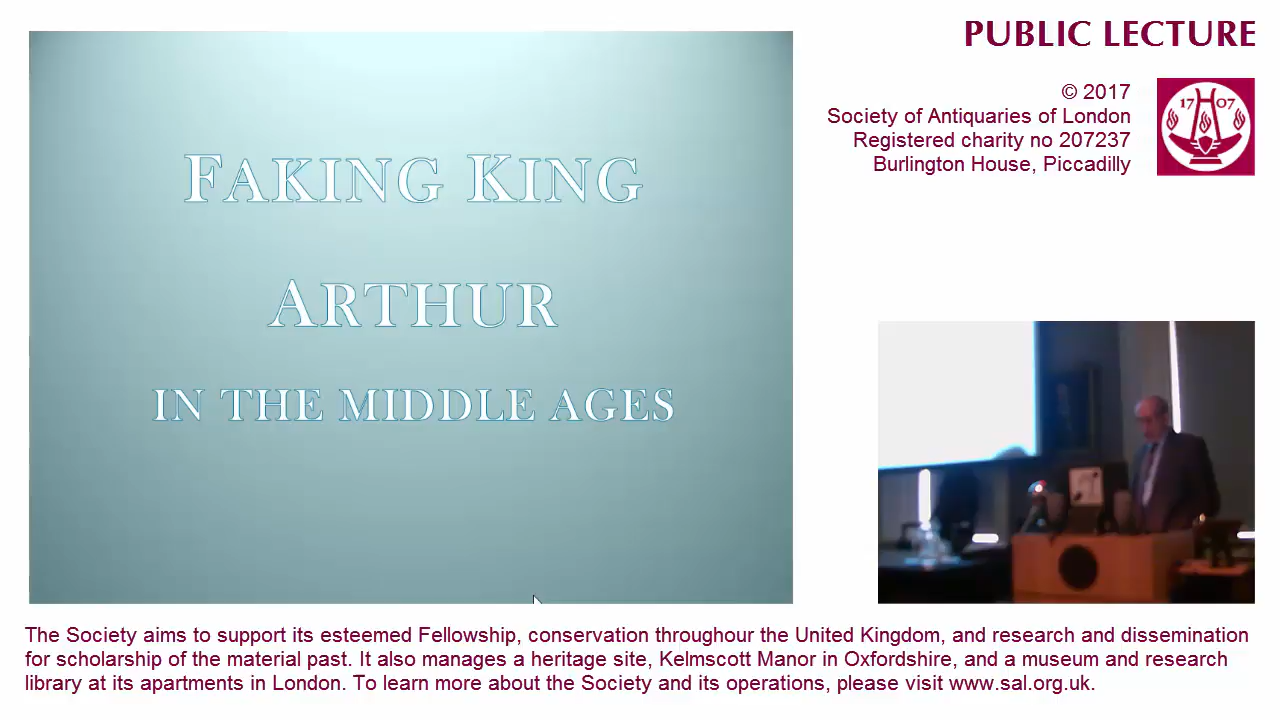 PUBLIC LECTURE
© 2017
Society of Antiquaries of London
Registered charity no 207237
Burlington House, Piccadilly
17 07
FAKING KING
ARTHUR
IN THE MIDDLE AGES
The Society aims to support its esteemed Fellowship, conservation throughour the United Kingdom, and research and dissemination
for scholarship of the material past. It also manages a heritage site, Kelmscott Manor in Oxfordshire, and a museum and research
library at its apartments in London. To learn more about the Society and its operations, please visit www.sal.org.uk.